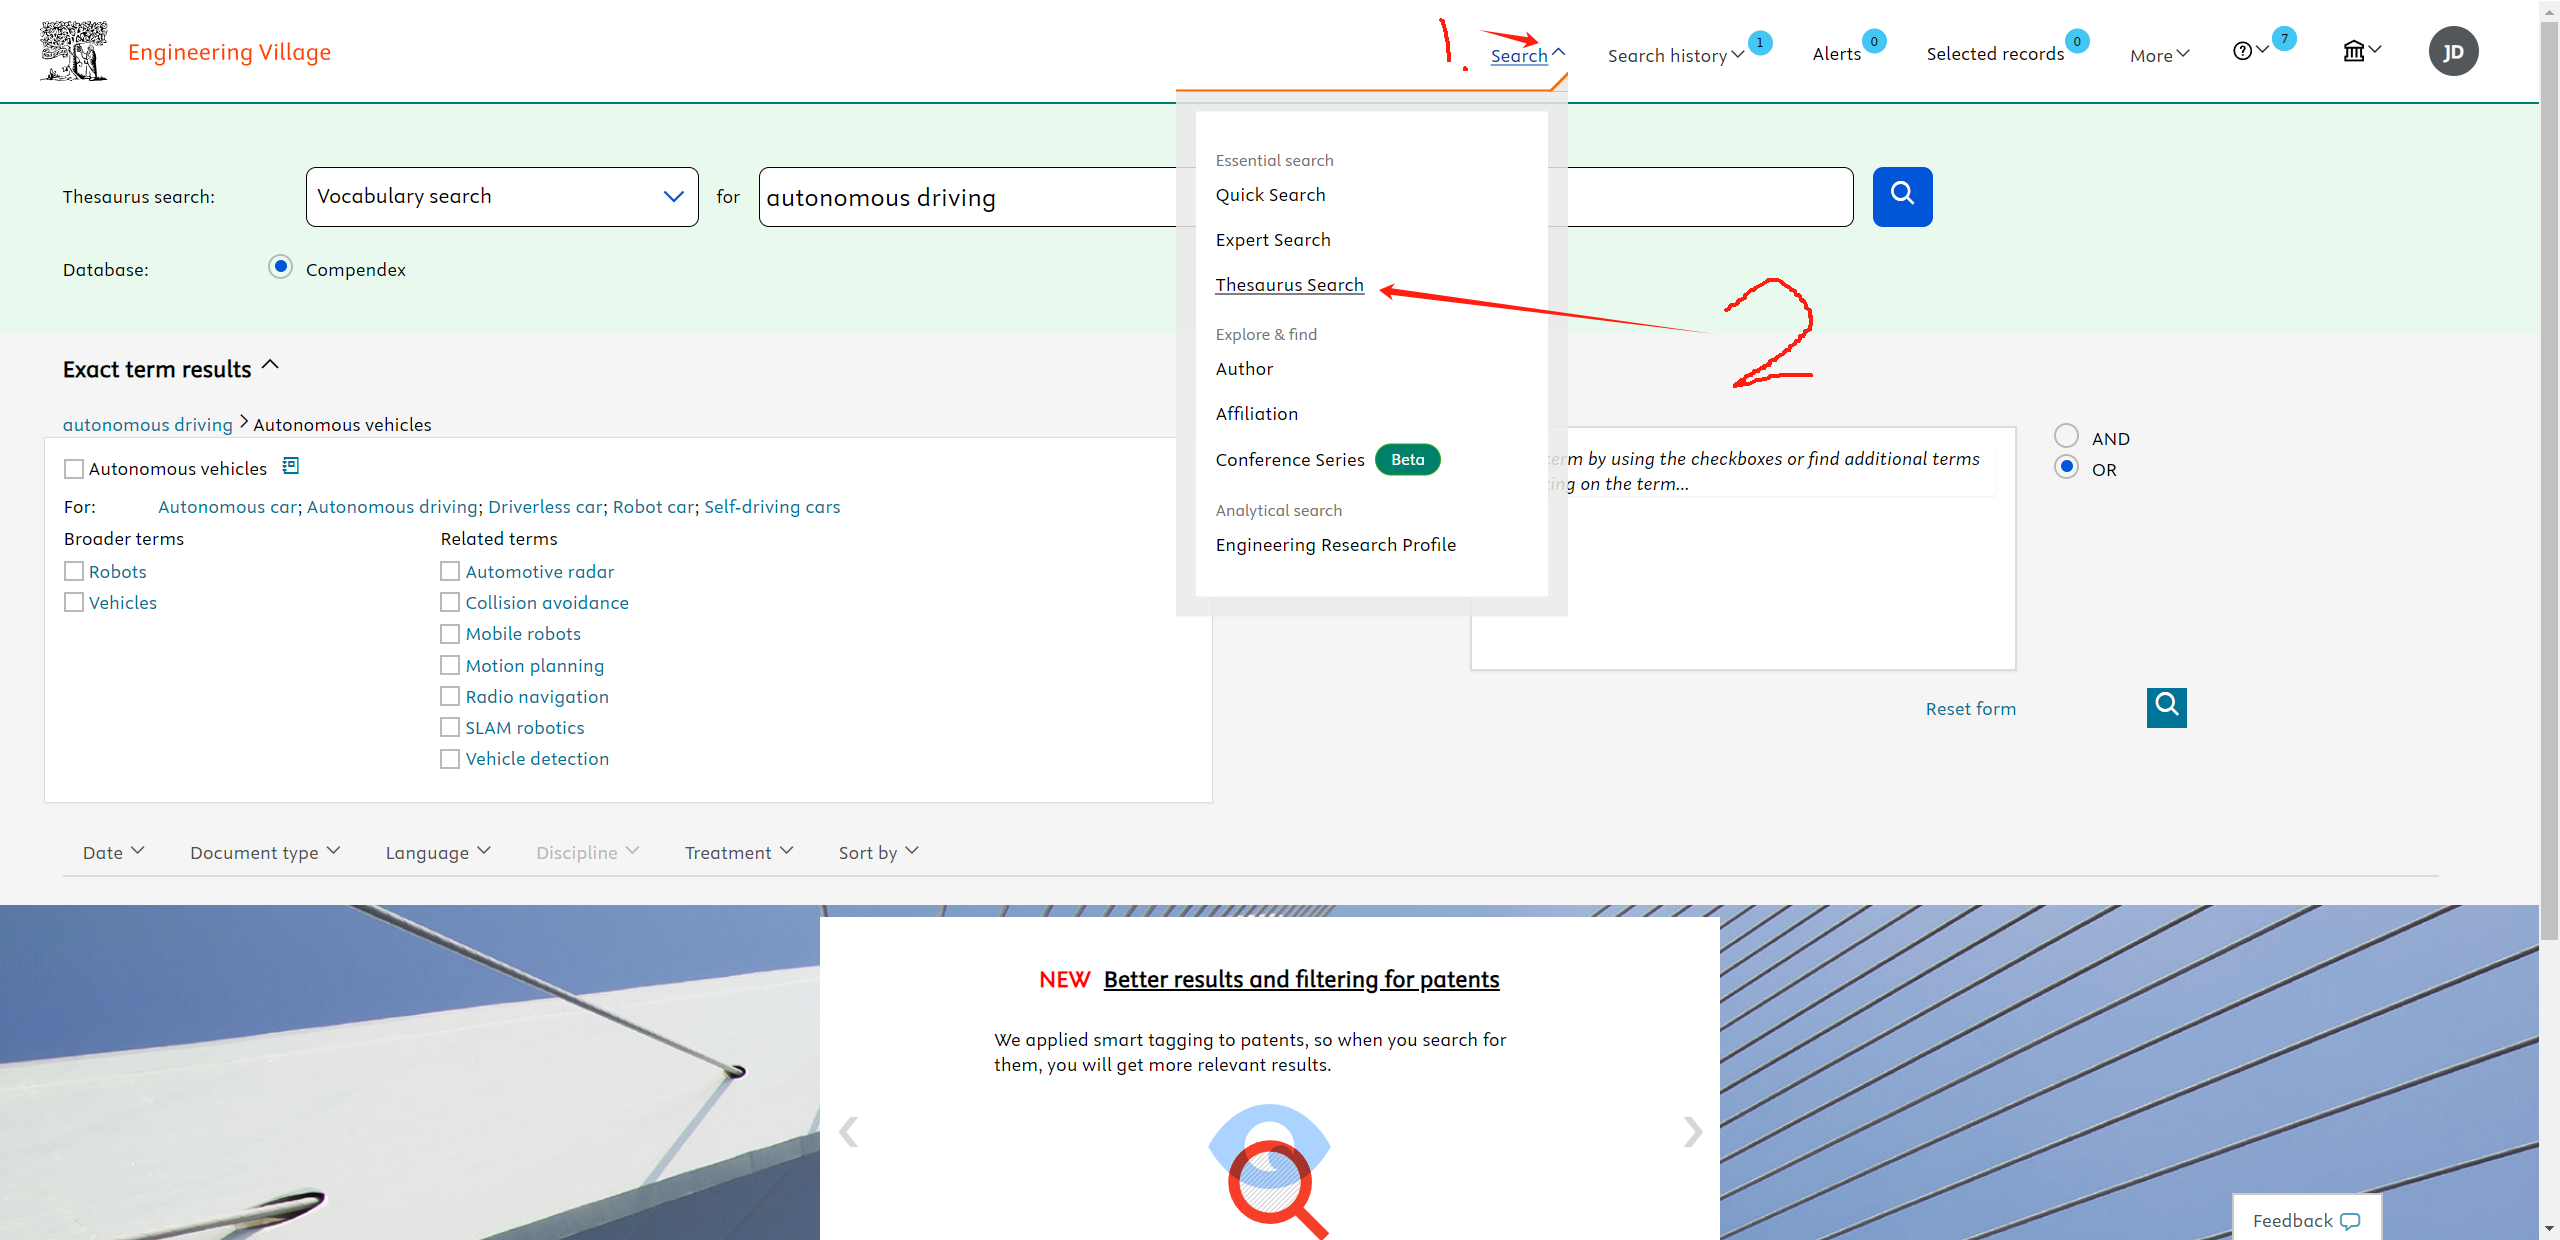 Engineering Village
1.
Search
Search history
1
Alerts
0
Selected records
0
More
7
JD
Thesaurus search:
Vocabulary search
for
autonomous driving
Database:
Compendex
Essential search
Quick Search
Expert Search
Thesaurus Search
Explore & find
Author
Affiliation
Conference Series Beta
Analytical search
Engineering Research Profile
2
Exact term results
autonomous driving > Autonomous vehicles
Autonomous vehicles
For: Autonomous car; Autonomous driving; Driverless car; Robot car; Self-driving cars
Broader terms
Robots
Vehicles
Related terms
Automotive radar
Collision avoidance
Mobile robots
Motion planning
Radio navigation
SLAM robotics
Vehicle detection
term by using the checkboxes or find additional terms
ing on the term...
AND
OR
Reset form
Date
Document type
Language
Discipline
Treatment
Sort by
NEW Better results and filtering for patents
We applied smart tagging to patents, so when you search for
them, you will get more relevant results.
Feedback